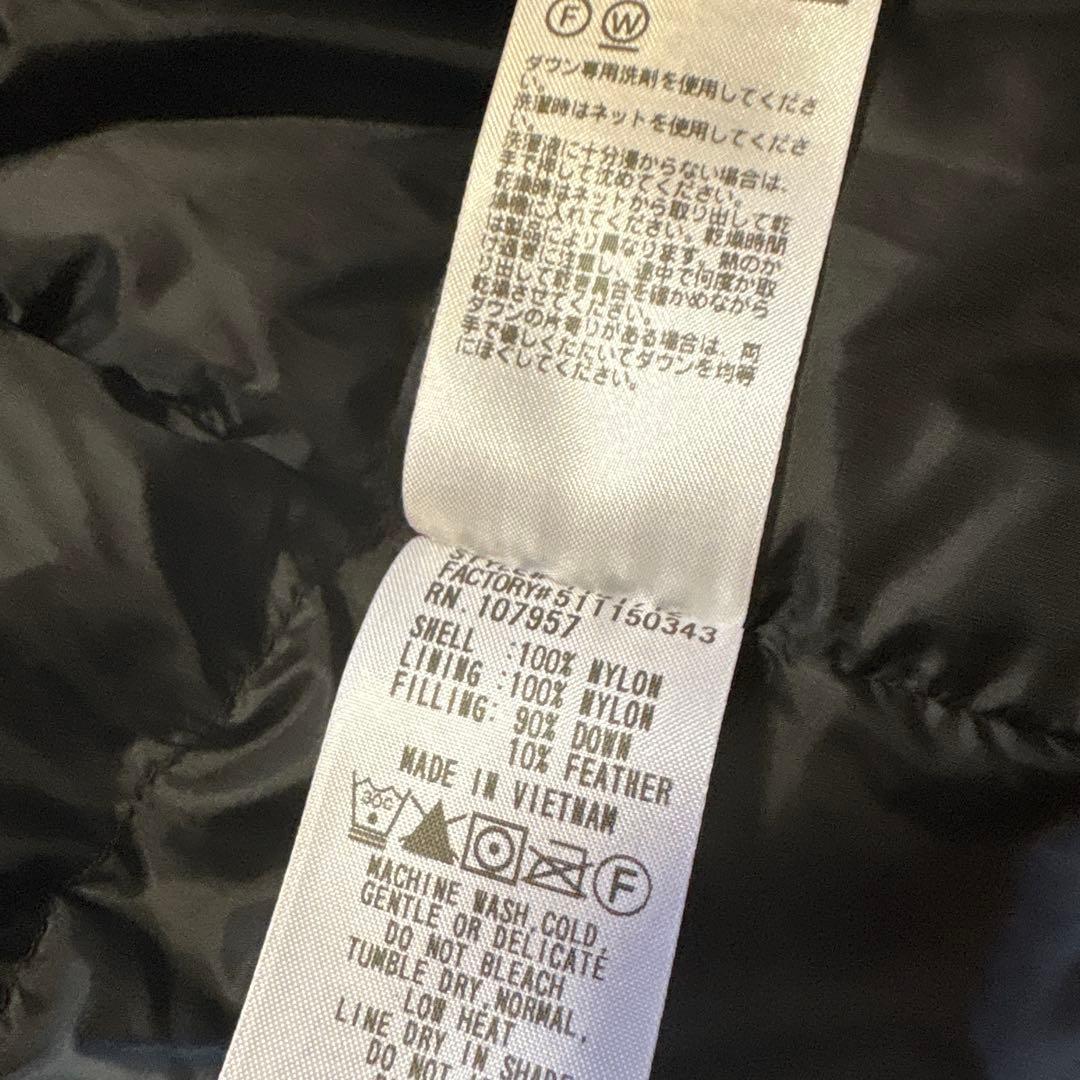 F W
ダウン専用洗剤を使用してくださ
い。
洗濯時はネットを使用してくださ
い。
洗濯液に十分浸からない場合は、
手で押して沈めてください。
乾燥時はネットから取り出して乾
燥機に入れてください。乾燥時間
は製品により異なります。熱のか
け過ぎに注意し、途中で何度か取
り出して乾き具合を確かめながら
乾燥させてください。
ダウンの片寄りがある場合は、両
手で優しくたたいてダウンを均等
にほぐしてください。
FACTORY# 511150343
RN. 107957
SHELL :100% NYLON
LINING :100% NYLON
FILLING: 90% DOWN
10% FEATHER
MADE IN VIETNAM
30C F
MACHINE WASH,COLD,
GENTLE OR DELICATE
DO NOT BLEACH
TUMBLE DRY,NORMAL,
LOW HEAT
LINE DRY IN SHADE
DO NOT